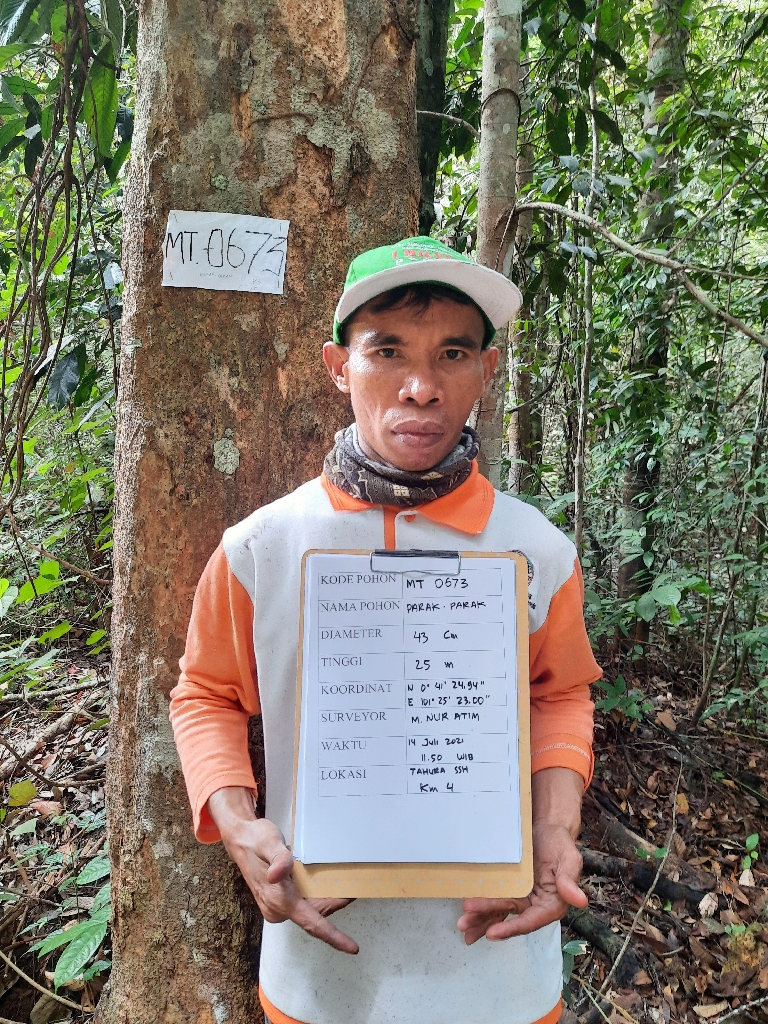 MT.0673
KODE POHON MT 0673
NAMA POHON PARAK-PARAK
DIAMETER 43 Cm
TINGGI 25 m
KOORDINAT N 0° 41' 24.94"
E 101° 25' 23.00"
SURVEYOR M. NUR ATIM
WAKTU 14 Juli 2021
11.50 WIB
LOKASI TAHURA SSH
Km 4